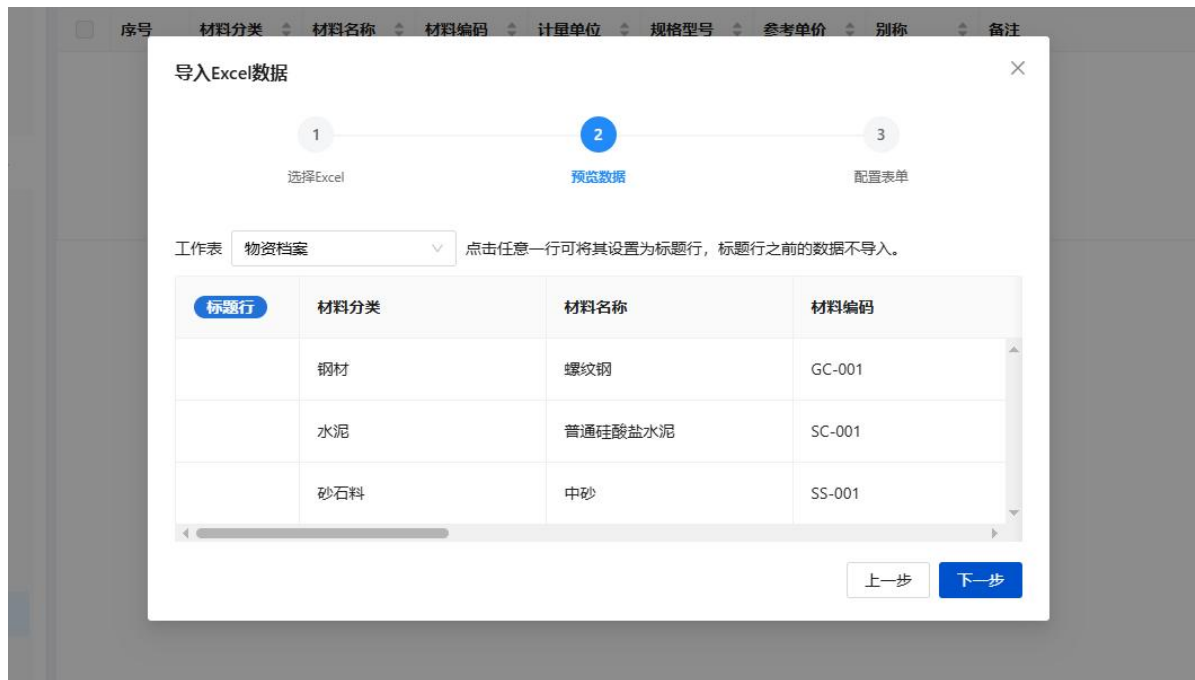 序号 材料分类 材料名称 材料编码 计量单位 规格型号 参考单价 别称 备注
导入Excel数据
1 2 3
选择Excel 预览数据 配置表单
工作表 物资档案 点击任意一行可将其设置为标题行，标题行之前的数据不导入。
标题行 材料分类 材料名称 材料编码
钢材 螺纹钢 GC-001
水泥 普通硅酸盐水泥 SC-001
砂石料 中砂 SS-001
上一步 下一步